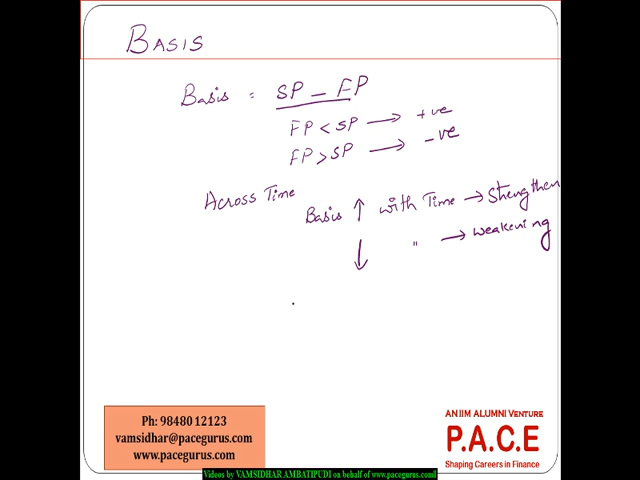 BASIS
Basis = SP - FP
FP < SP → +ve
FP > SP → -ve
Across Time
Basis ↑ with Time → Strengthen
↓ " → weakening
Ph: 98480 12123
vamsidhar@pacegurus.com
www.pacegurus.com
AN IIM ALUMNI VENTURE
P.A.C.E
Shaping Careers in Finance
Videos by VAMSIDHAR AMBATIPUDI on behalf of www.pacegurus.com